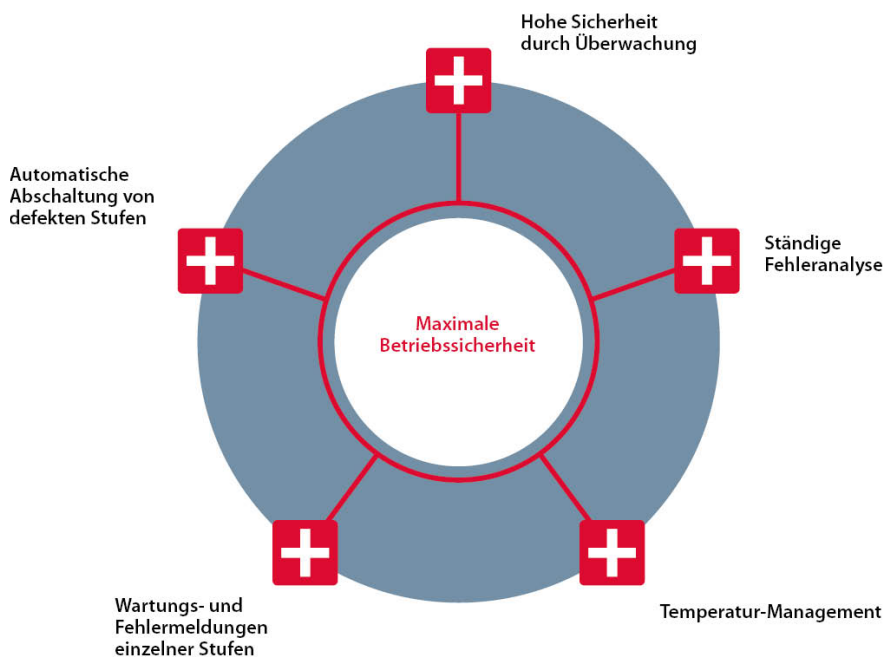 Hohe Sicherheit
durch Überwachung
Automatische
Abschaltung von
defekten Stufen
Ständige
Fehleranalyse
Maximale
Betriebssicherheit
Wartungs- und
Fehlermeldungen
einzelner Stufen
Temperatur-Management